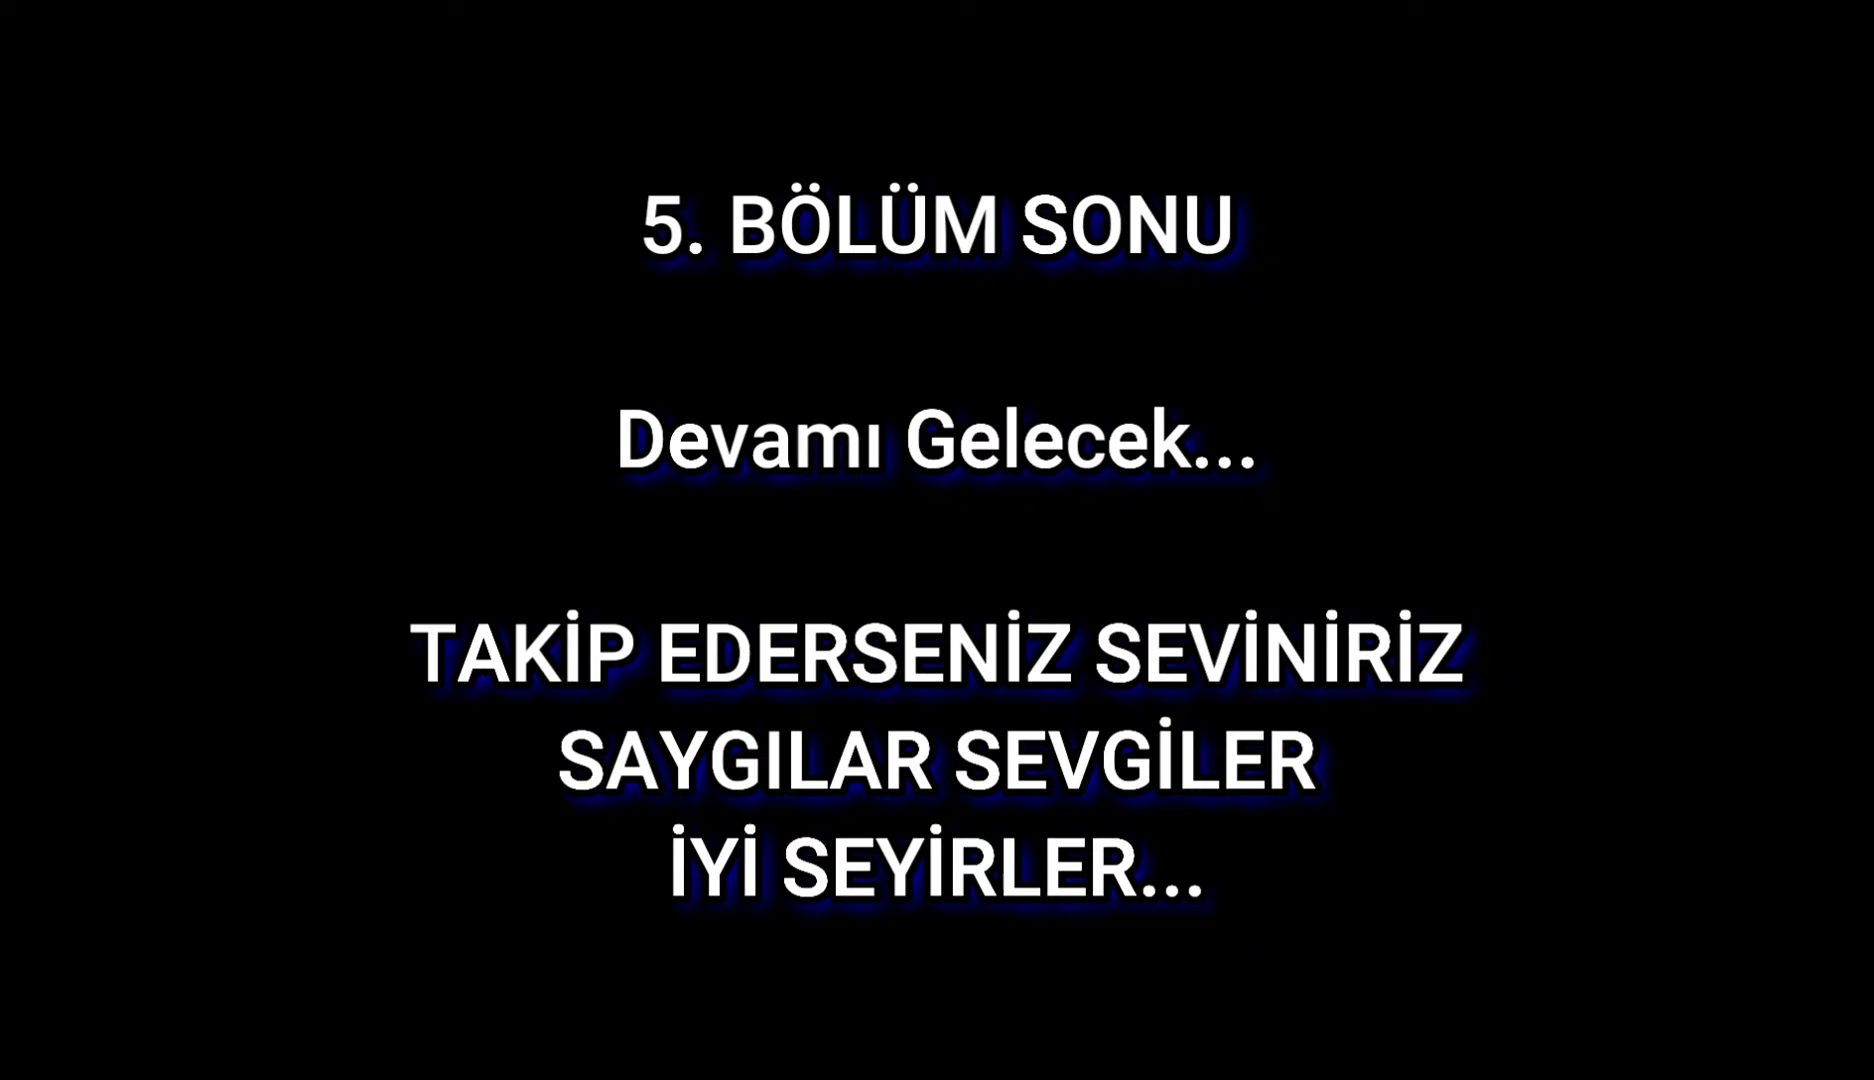 5. BÖLÜM SONU
Devamı Gelecek...
TAKİP EDERSENİZ SEVİNİRİZ
SAYGILAR SEVGİLER
İYİ SEYİRLER...